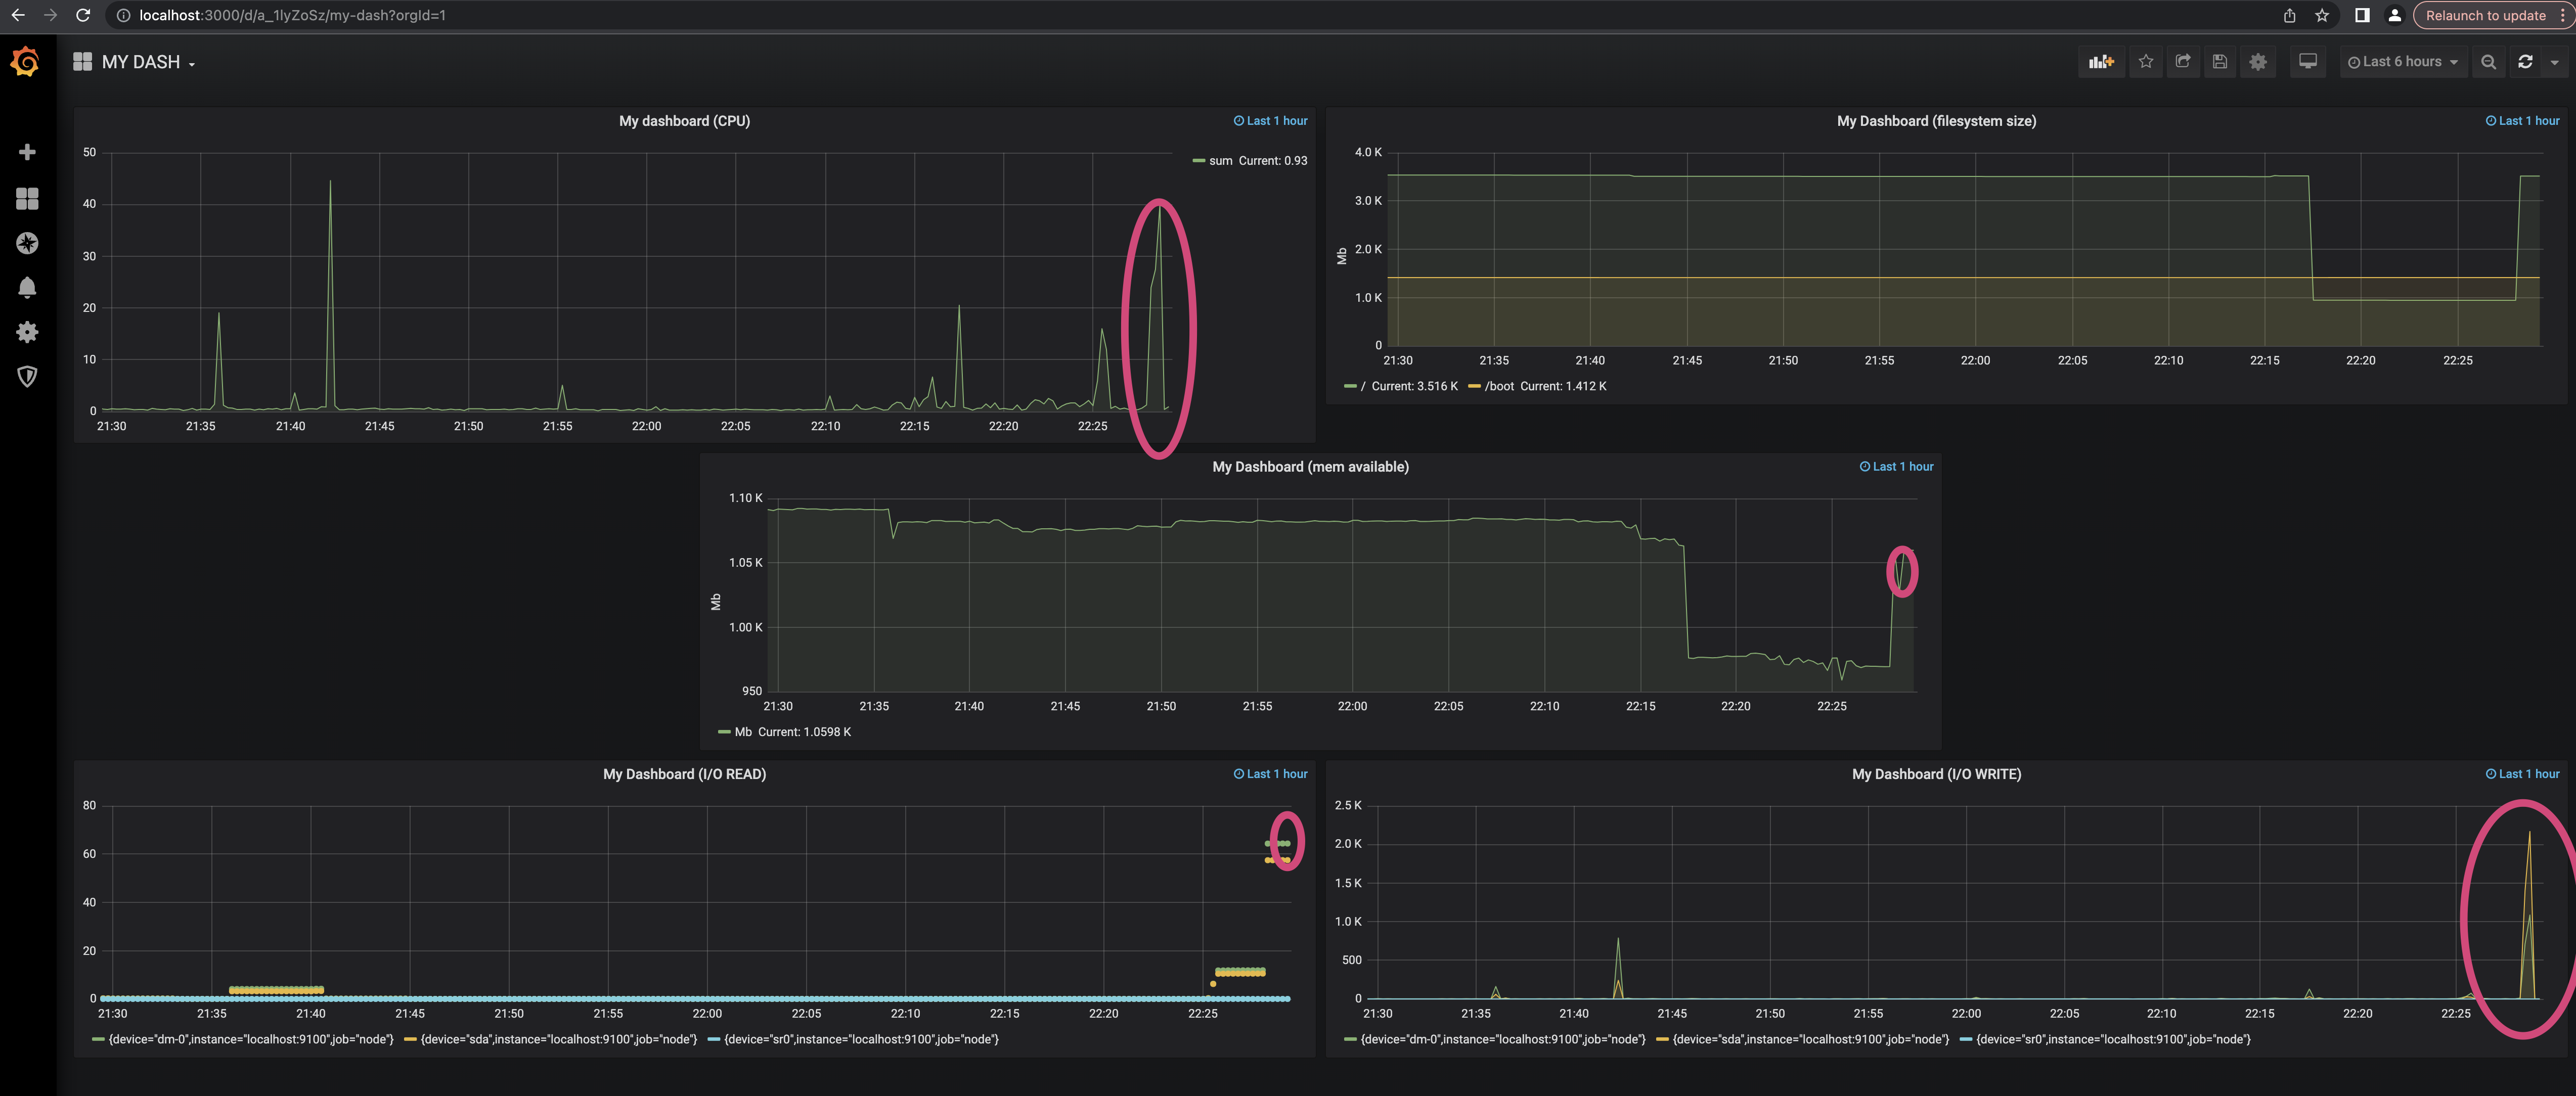 localhost:3000/d/a_1lyZoSz/my-dash?orgId=1
Relaunch to update
MY DASH
Last 6 hours
My dashboard (CPU)
Last 1 hour
50
40
30
20
10
0
21:30 21:35 21:40 21:45 21:50 21:55 22:00 22:05 22:10 22:15 22:20 22:25
sum Current: 0.93
My Dashboard (filesystem size)
Last 1 hour
Mb
4.0 K
3.0 K
2.0 K
1.0 K
0
21:30 21:35 21:40 21:45 21:50 21:55 22:00 22:05 22:10 22:15 22:20 22:25
/ Current: 3.516 K /boot Current: 1.412 K
My Dashboard (mem available)
Last 1 hour
Mb
1.10 K
1.05 K
1.00 K
950
21:30 21:35 21:40 21:45 21:50 21:55 22:00 22:05 22:10 22:15 22:20 22:25
Mb Current: 1.0598 K
My Dashboard (I/O READ)
Last 1 hour
80
60
40
20
0
21:30 21:35 21:40 21:45 21:50 21:55 22:00 22:05 22:10 22:15 22:20 22:25
{device="dm-0",instance="localhost:9100",job="node"} {device="sda",instance="localhost:9100",job="node"} {device="sr0",instance="localhost:9100",job="node"}
My Dashboard (I/O WRITE)
Last 1 hour
2.5 K
2.0 K
1.5 K
1.0 K
500
0
21:30 21:35 21:40 21:45 21:50 21:55 22:00 22:05 22:10 22:15 22:20 22:25
{device="dm-0",instance="localhost:9100",job="node"} {device="sda",instance="localhost:9100",job="node"} {device="sr0",instance="localhost:9100",job="node"}